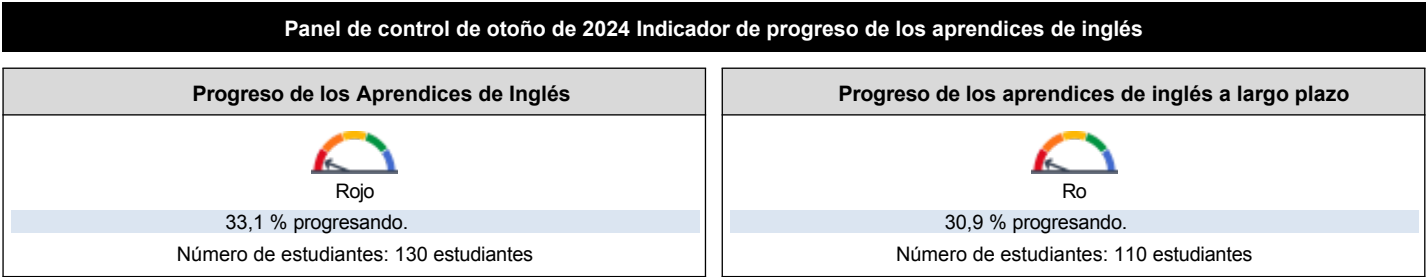 Panel de control de otoño de 2024 Indicador de progreso de los aprendices de inglés
Progreso de los Aprendices de Inglés
Rojo
33,1 % progresando.
Número de estudiantes: 130 estudiantes
Progreso de los aprendices de inglés a largo plazo
Ro
30,9 % progresando.
Número de estudiantes: 110 estudiantes